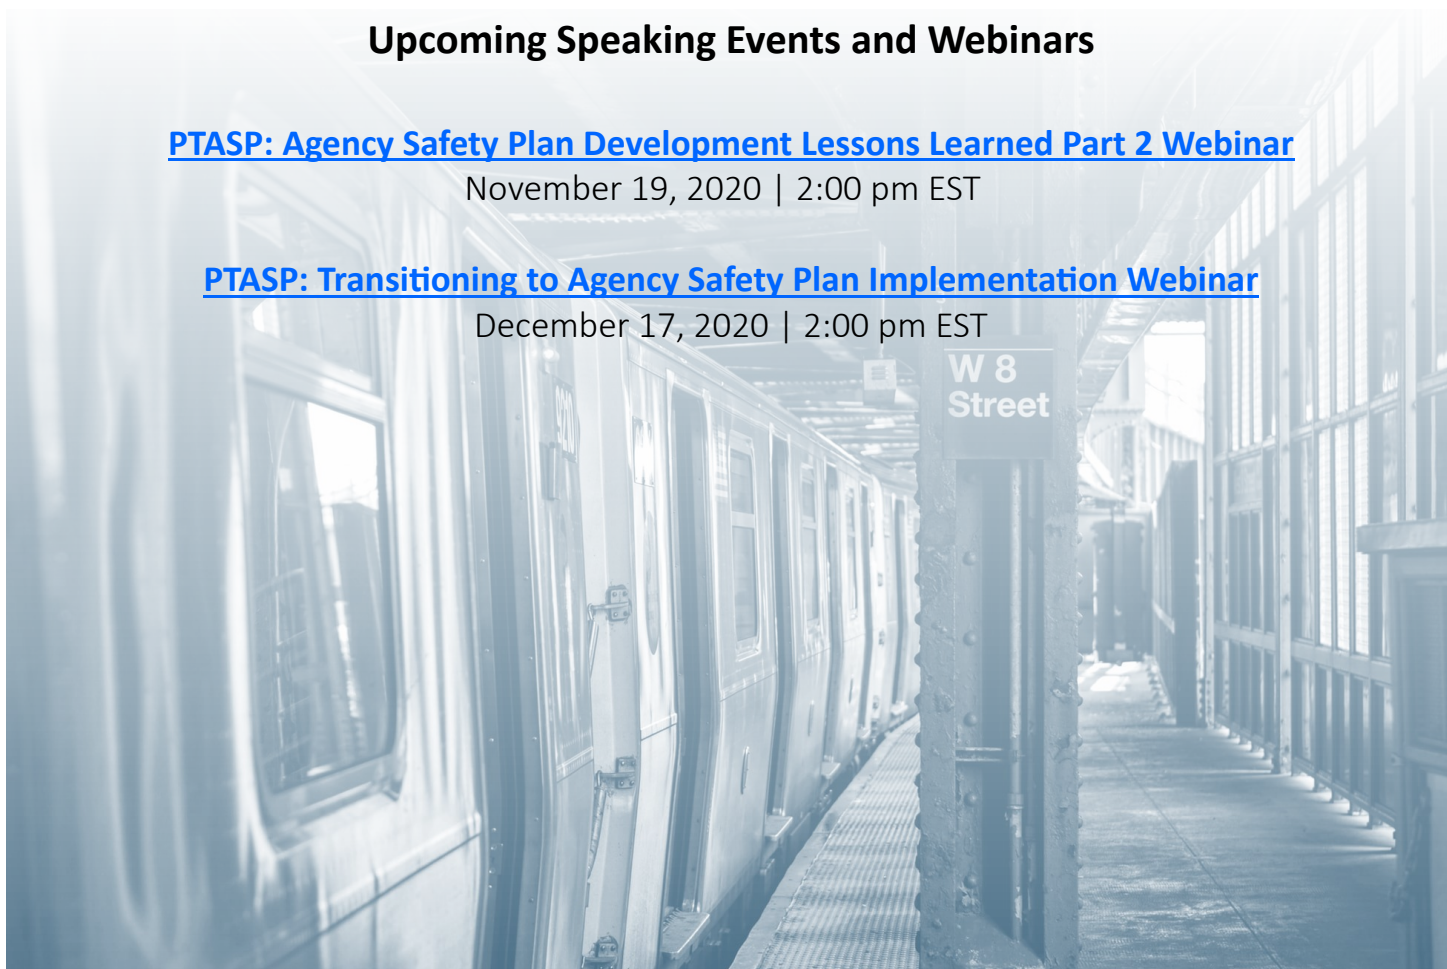 Upcoming Speaking Events and Webinars
PTASP: Agency Safety Plan Development Lessons Learned Part 2 Webinar
November 19, 2020 | 2:00 pm EST
PTASP: Transitioning to Agency Safety Plan Implementation Webinar
December 17, 2020 | 2:00 pm EST
W 8
Street